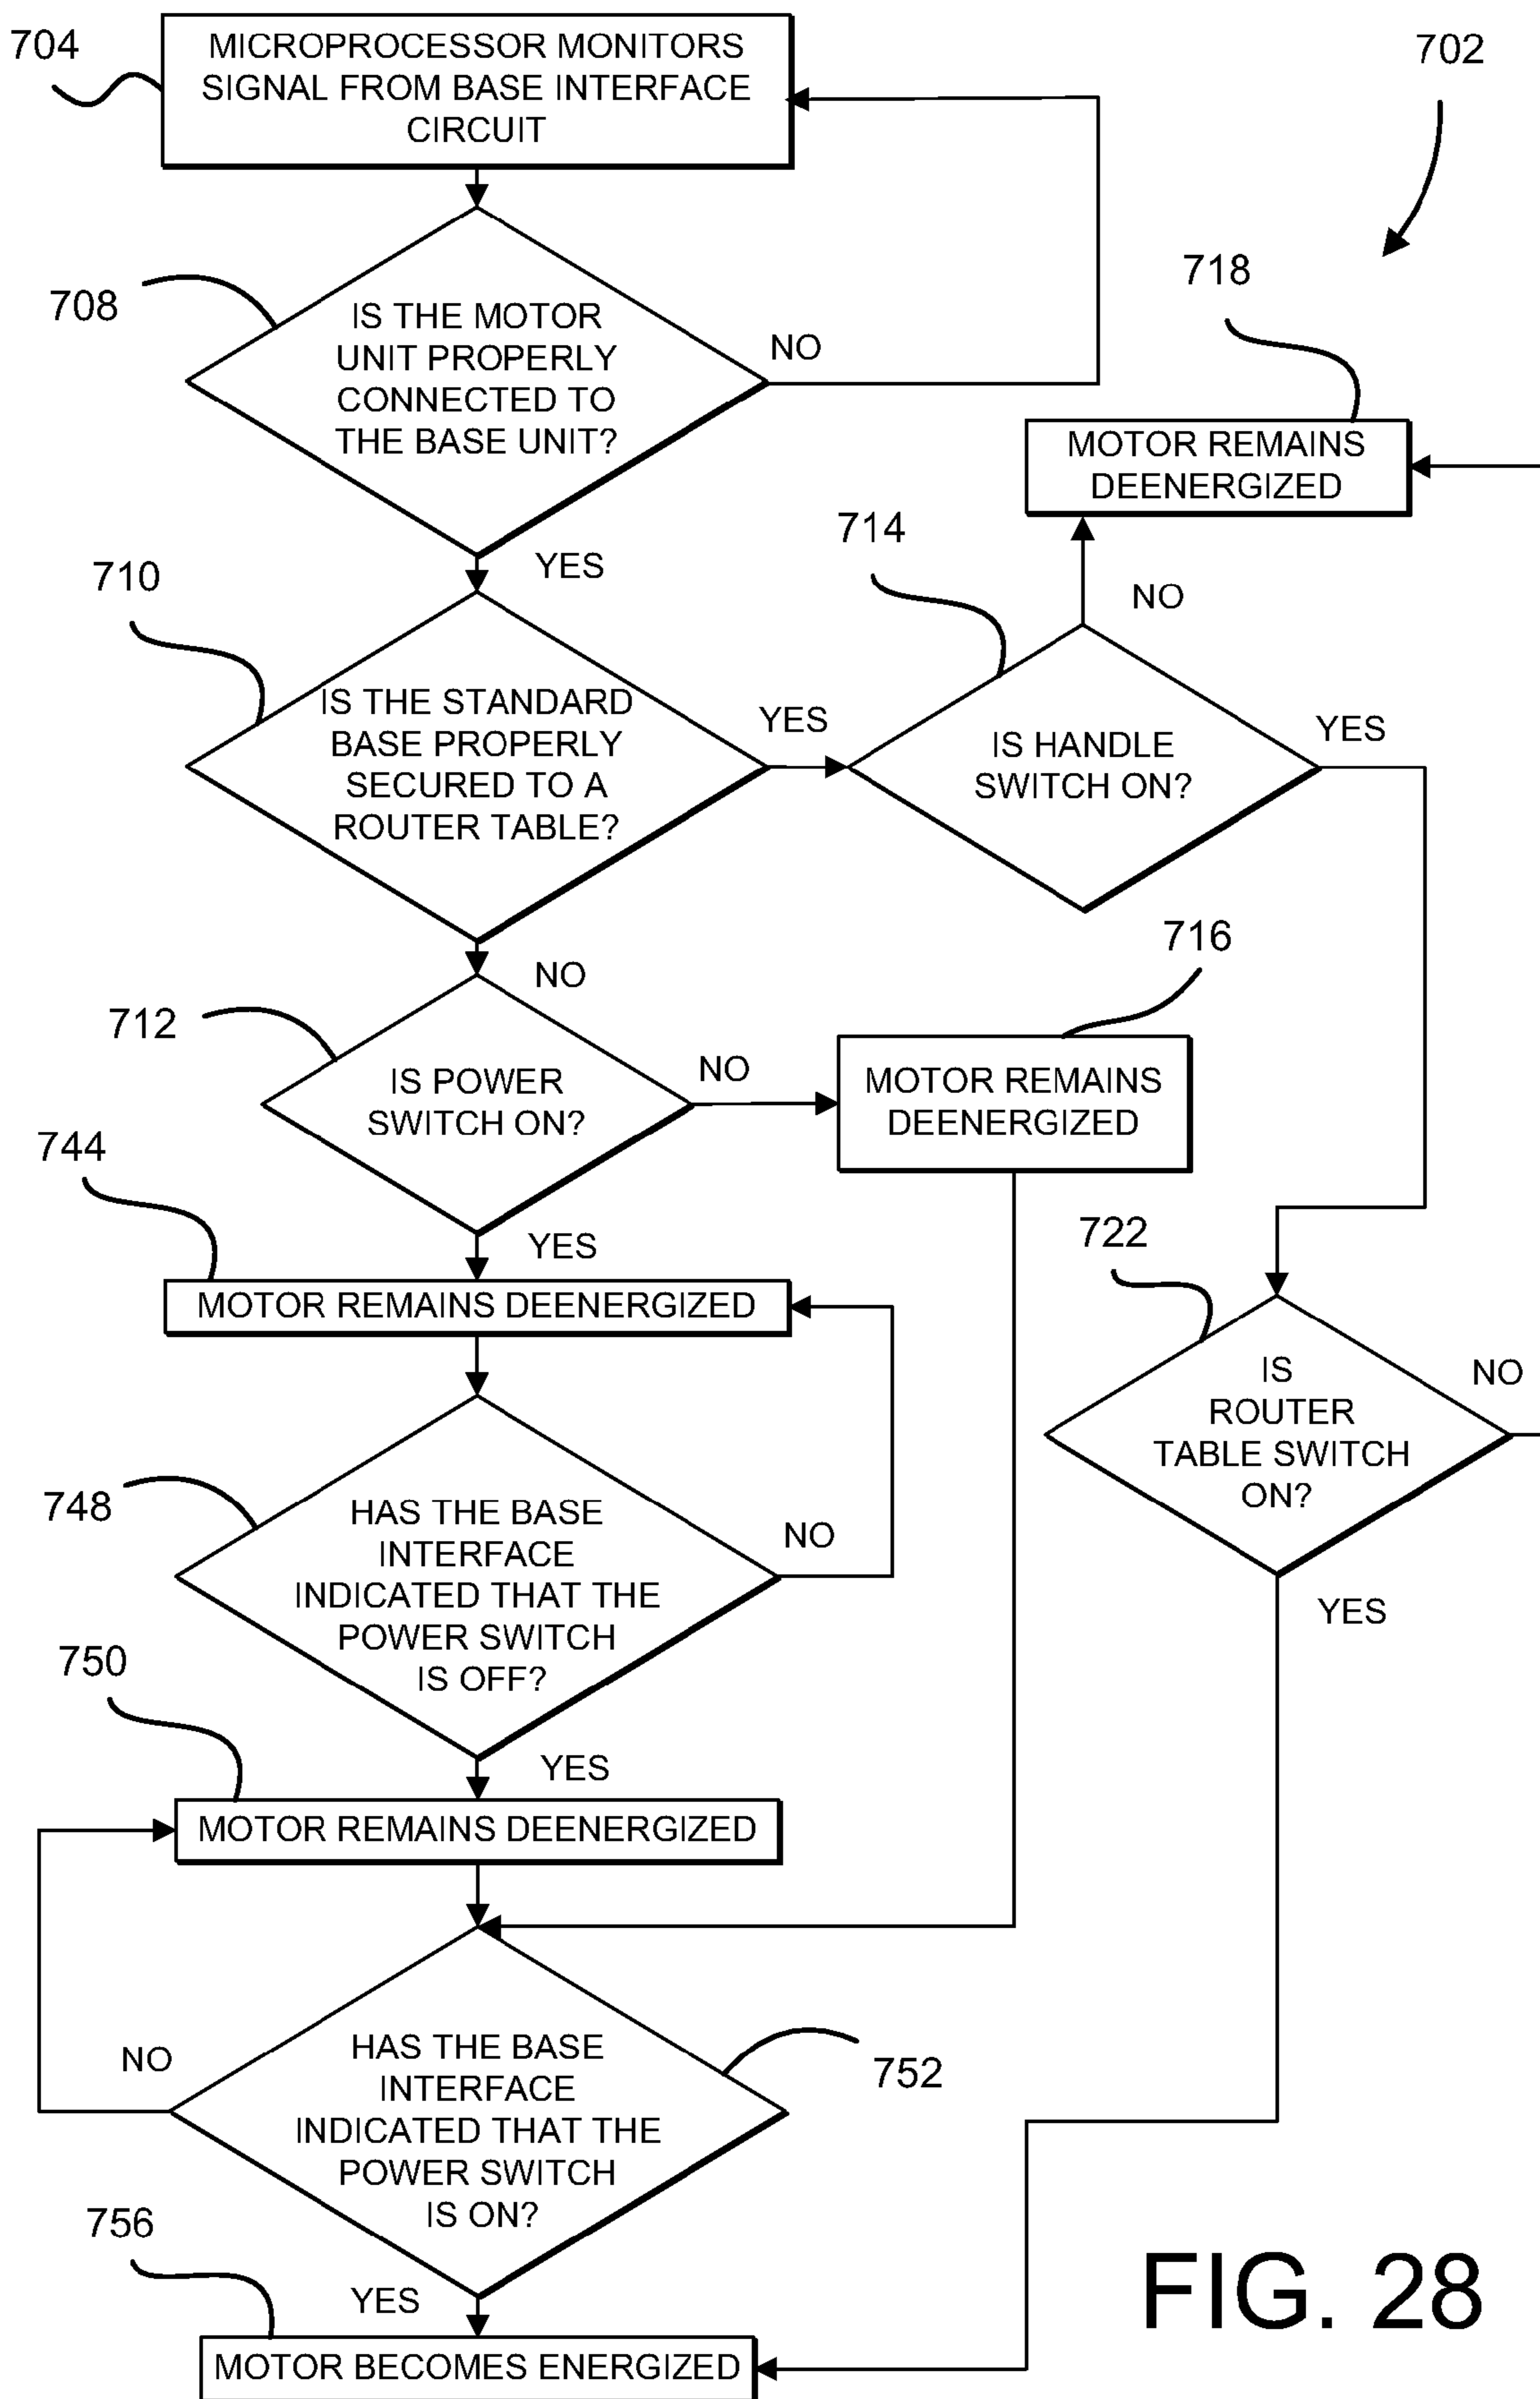 704
MICROPROCESSOR MONITORS
SIGNAL FROM BASE INTERFACE
CIRCUIT
702
708
IS THE MOTOR
UNIT PROPERLY
CONNECTED TO
THE BASE UNIT?
NO
718
MOTOR REMAINS
DEENERGIZED
YES
714
NO
710
IS THE STANDARD
BASE PROPERLY
SECURED TO A
ROUTER TABLE?
YES
IS HANDLE
SWITCH ON?
YES
NO
716
712
IS POWER
SWITCH ON?
NO
MOTOR REMAINS
DEENERGIZED
744
YES
722
MOTOR REMAINS DEENERGIZED
IS
ROUTER
TABLE SWITCH
ON?
NO
YES
748
HAS THE BASE
INTERFACE
INDICATED THAT THE
POWER SWITCH
IS OFF?
NO
750
YES
MOTOR REMAINS DEENERGIZED
NO
HAS THE BASE
INTERFACE
INDICATED THAT THE
POWER SWITCH
IS ON?
752
756
YES
MOTOR BECOMES ENERGIZED
FIG. 28